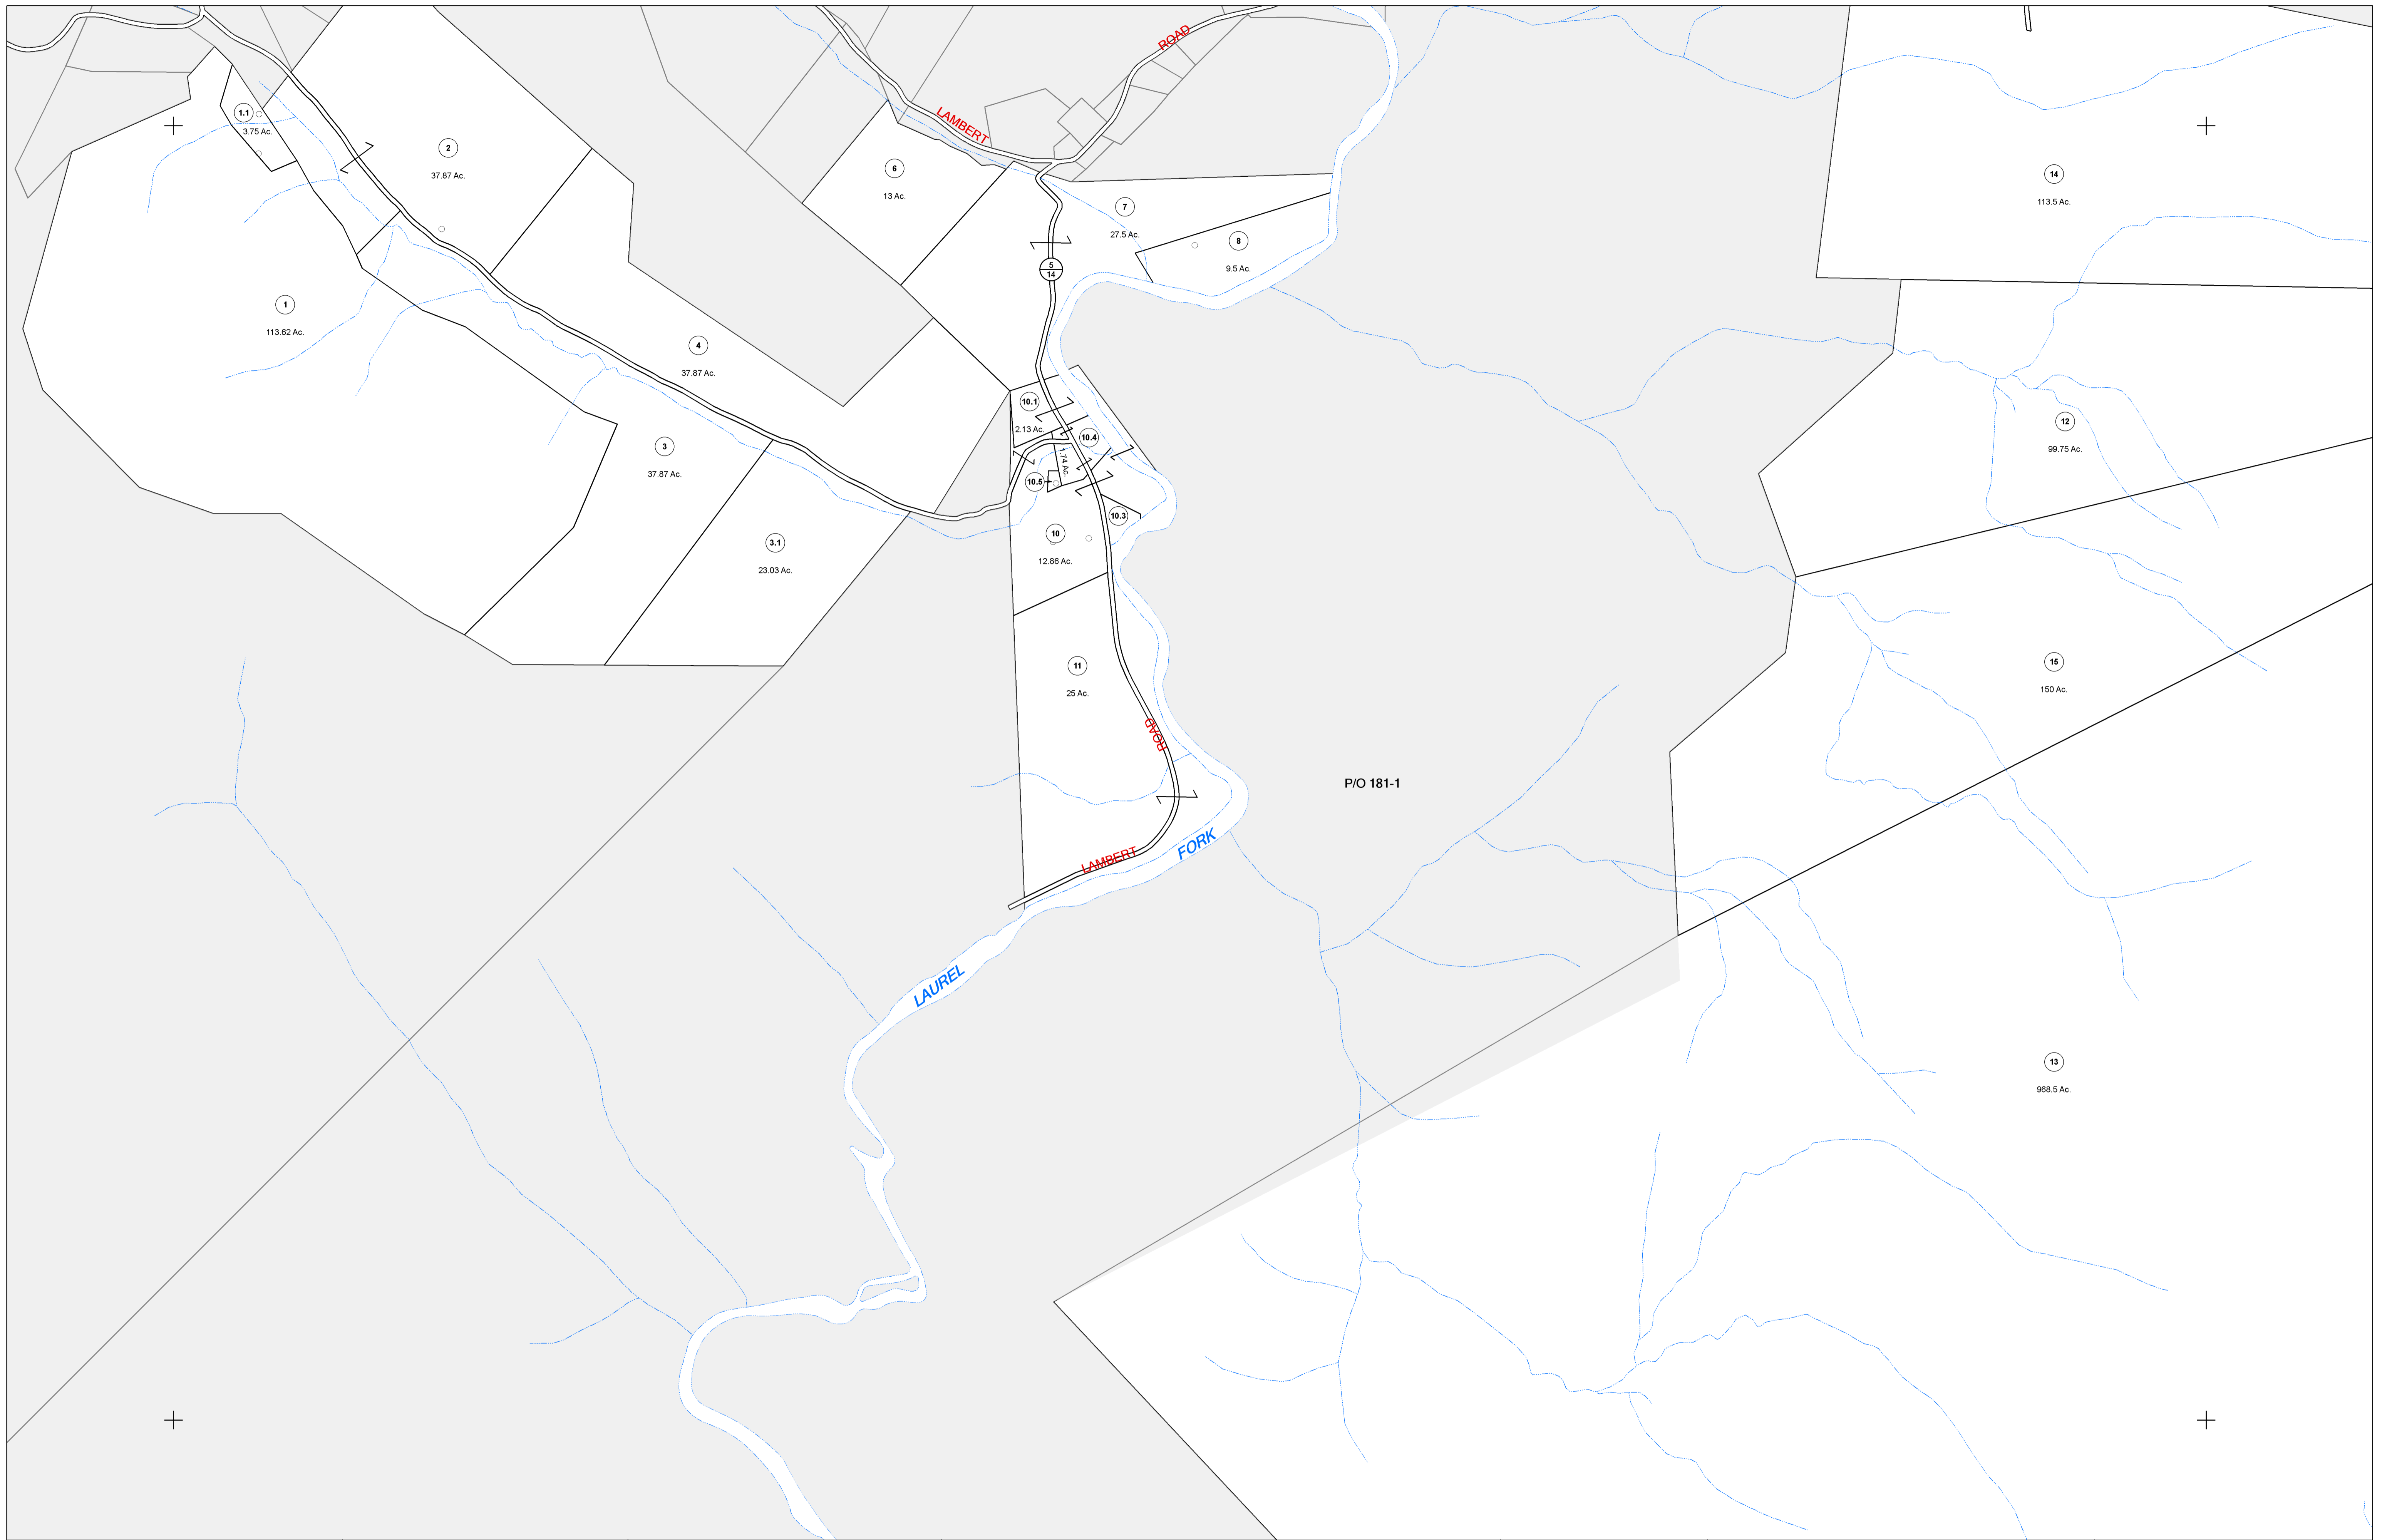 ROAD
1.1
3.75 Ac.
LAMBERT
2
37.87 Ac.
6
13 Ac.
14
113.5 Ac.
7
27.5 Ac.
8
9.5 Ac.
5
14
1
113.62 Ac.
4
37.87 Ac.
10.1
2.13 Ac.
12
99.75 Ac.
10.4
1.74 Ac.
3
37.87 Ac.
10.5
10.3
10
12.86 Ac.
3.1
23.03 Ac.
11
25 Ac.
15
150 Ac.
ROAD
P/O 181-1
LAMBERT
LAUREL FORK
13
968.5 Ac.